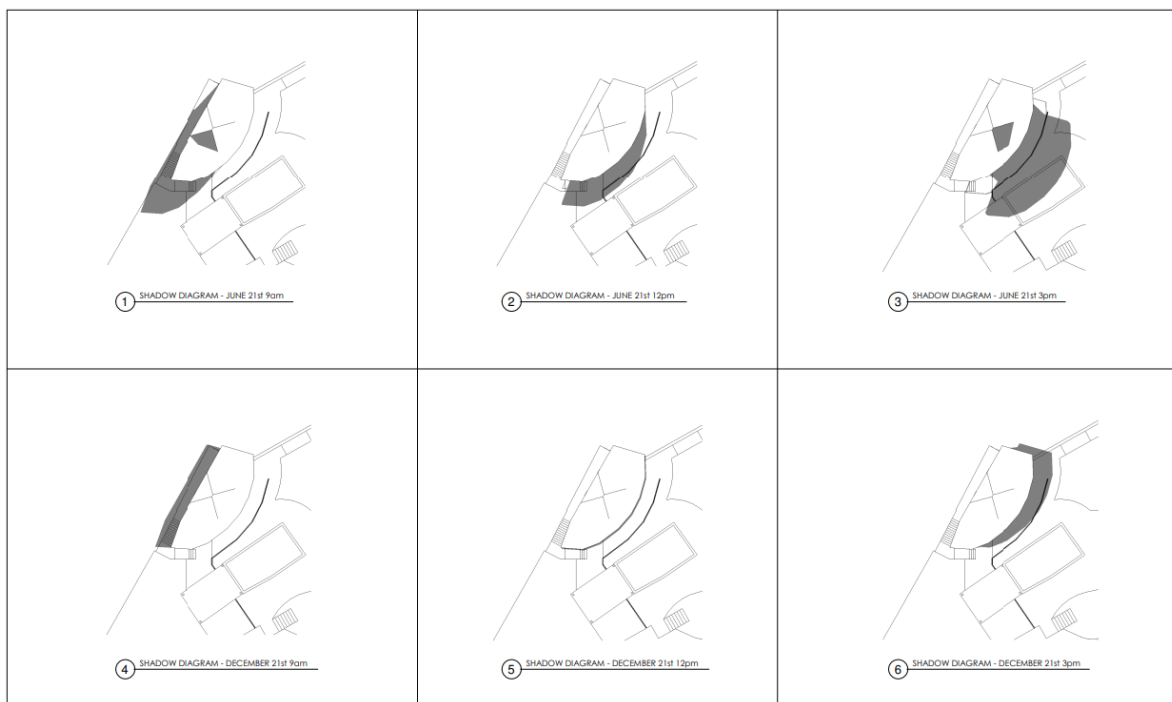 1 SHADOW DIAGRAM - JUNE 21st 9am
2 SHADOW DIAGRAM - JUNE 21st 12pm
3 SHADOW DIAGRAM - JUNE 21st 3pm
4 SHADOW DIAGRAM - DECEMBER 21st 9am
5 SHADOW DIAGRAM - DECEMBER 21st 12pm
6 SHADOW DIAGRAM - DECEMBER 21st 3pm